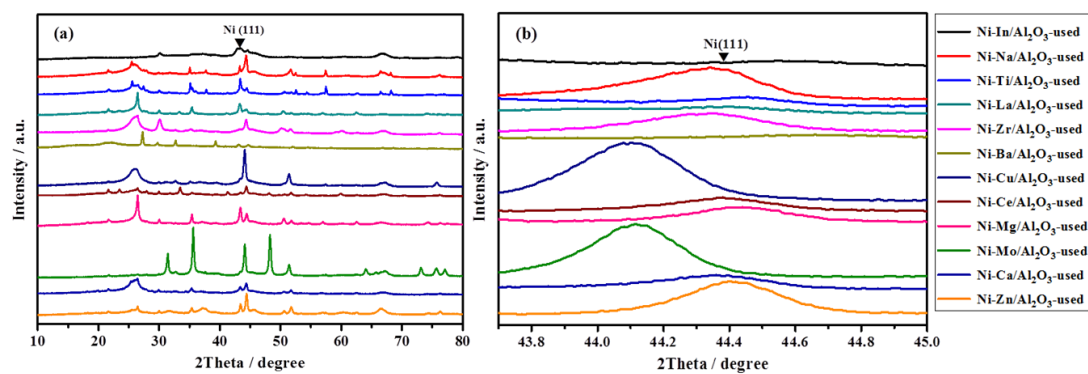 (a)
Ni (111)
Intensity / a.u.
10 20 30 40 50 60 70 80
2Theta / degree
(b)
Ni(111)
Intensity / a.u.
43.8 44.0 44.2 44.4 44.6 44.8 45.0
2Theta / degree
Ni-In/Al₂O₃-used
Ni-Na/Al₂O₃-used
Ni-Ti/Al₂O₃-used
Ni-La/Al₂O₃-used
Ni-Zr/Al₂O₃-used
Ni-Ba/Al₂O₃-used
Ni-Cu/Al₂O₃-used
Ni-Ce/Al₂O₃-used
Ni-Mg/Al₂O₃-used
Ni-Mo/Al₂O₃-used
Ni-Ca/Al₂O₃-used
Ni-Zn/Al₂O₃-used